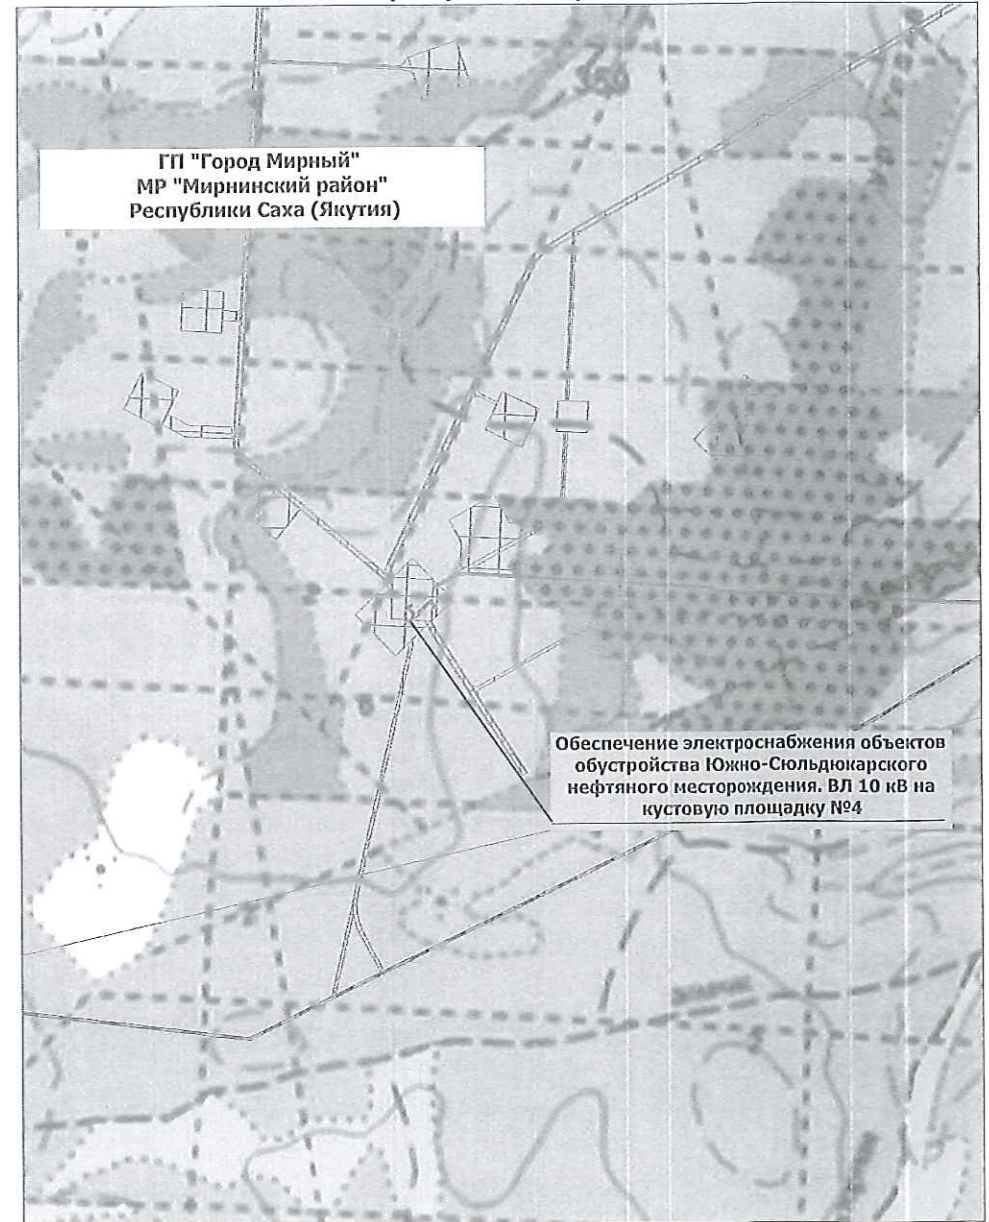 ГП "Город Мирный"
МР "Мирнинский район"
Республики Саха (Якутия)
Обеспечение электроснабжения объектов
обустройства Южно-Сюльдюкарского
нефтяного месторождения. ВЛ 10 кВ на
кустовую площадку №4